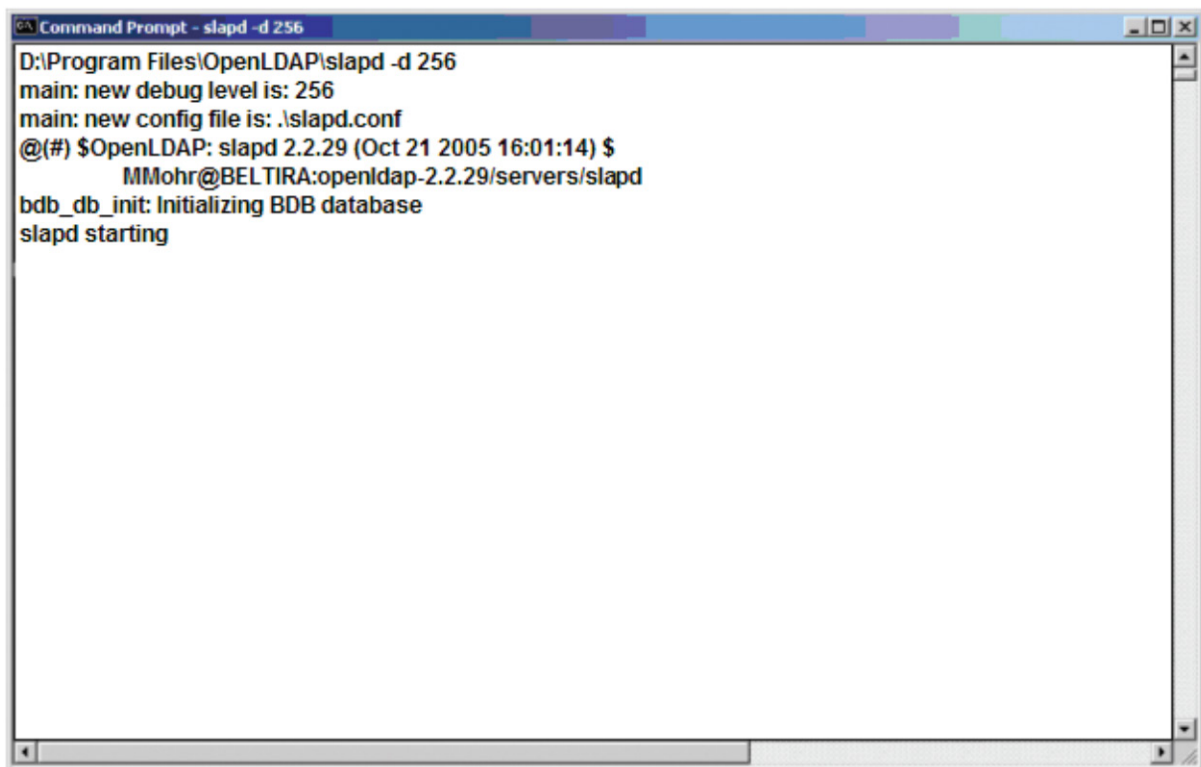 Command Prompt - slapd -d 256
D:\Program Files\OpenLDAP\slapd -d 256
main: new debug level is: 256
main: new config file is: .\slapd.conf
@(#) $OpenLDAP: slapd 2.2.29 (Oct 21 2005 16:01:14) $
MMohr@BELTIRA:openldap-2.2.29/servers/slapd
bdb_db_init: Initializing BDB database
slapd starting